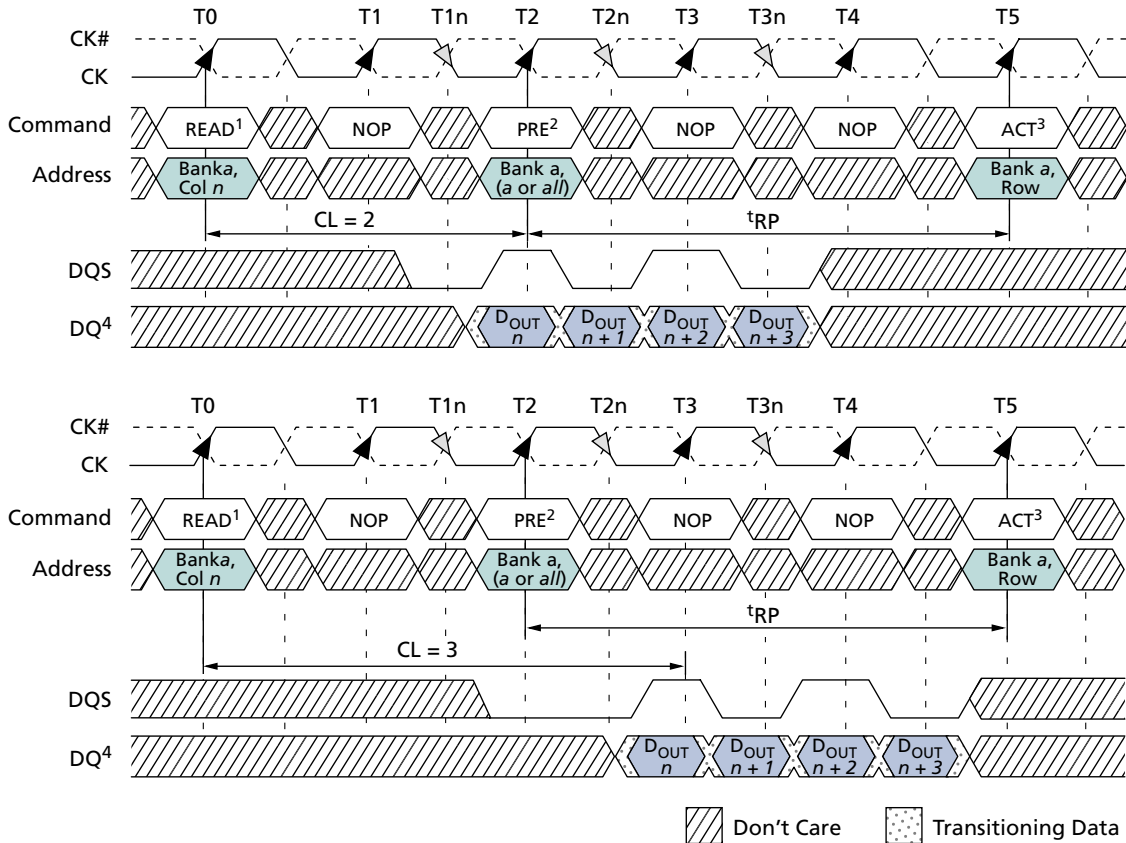 T0 T1 T1n T2 T2n T3 T3n T4 T5
CK#
CK
Command READ¹ NOP PRE² NOP NOP ACT³
Address Banka, Col n Bank a, (a or all) Bank a, Row
CL = 2 tRP
DQS
DQ⁴ DOUT n DOUT n + 1 DOUT n + 2 DOUT n + 3
T0 T1 T1n T2 T2n T3 T3n T4 T5
CK#
CK
Command READ¹ NOP PRE² NOP NOP ACT³
Address Banka, Col n Bank a, (a or all) Bank a, Row
tRP
CL = 3
DQS
DQ⁴ DOUT n DOUT n + 1 DOUT n + 2 DOUT n + 3
Don't Care Transitioning Data